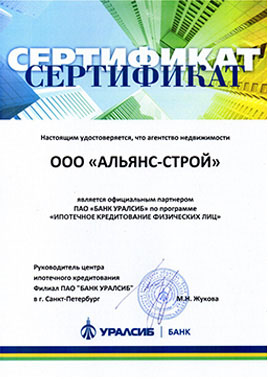 СЕРТИФИКАТ
СЕРТИФИКАТ
Настоящим удостоверяется, что агентство недвижимости
ООО «АЛЬЯНС-СТРОЙ»
является официальным партнером
ПАО «БАНК УРАЛСИБ» по программе
«ИПОТЕЧНОЕ КРЕДИТОВАНИЕ ФИЗИЧЕСКИХ ЛИЦ»
Руководитель центра
ипотечного кредитования
Филиал ПАО "БАНК УРАЛСИБ"
в г. Санкт-Петербург
М.Н. Жукова
УРАЛСИБ | БАНК